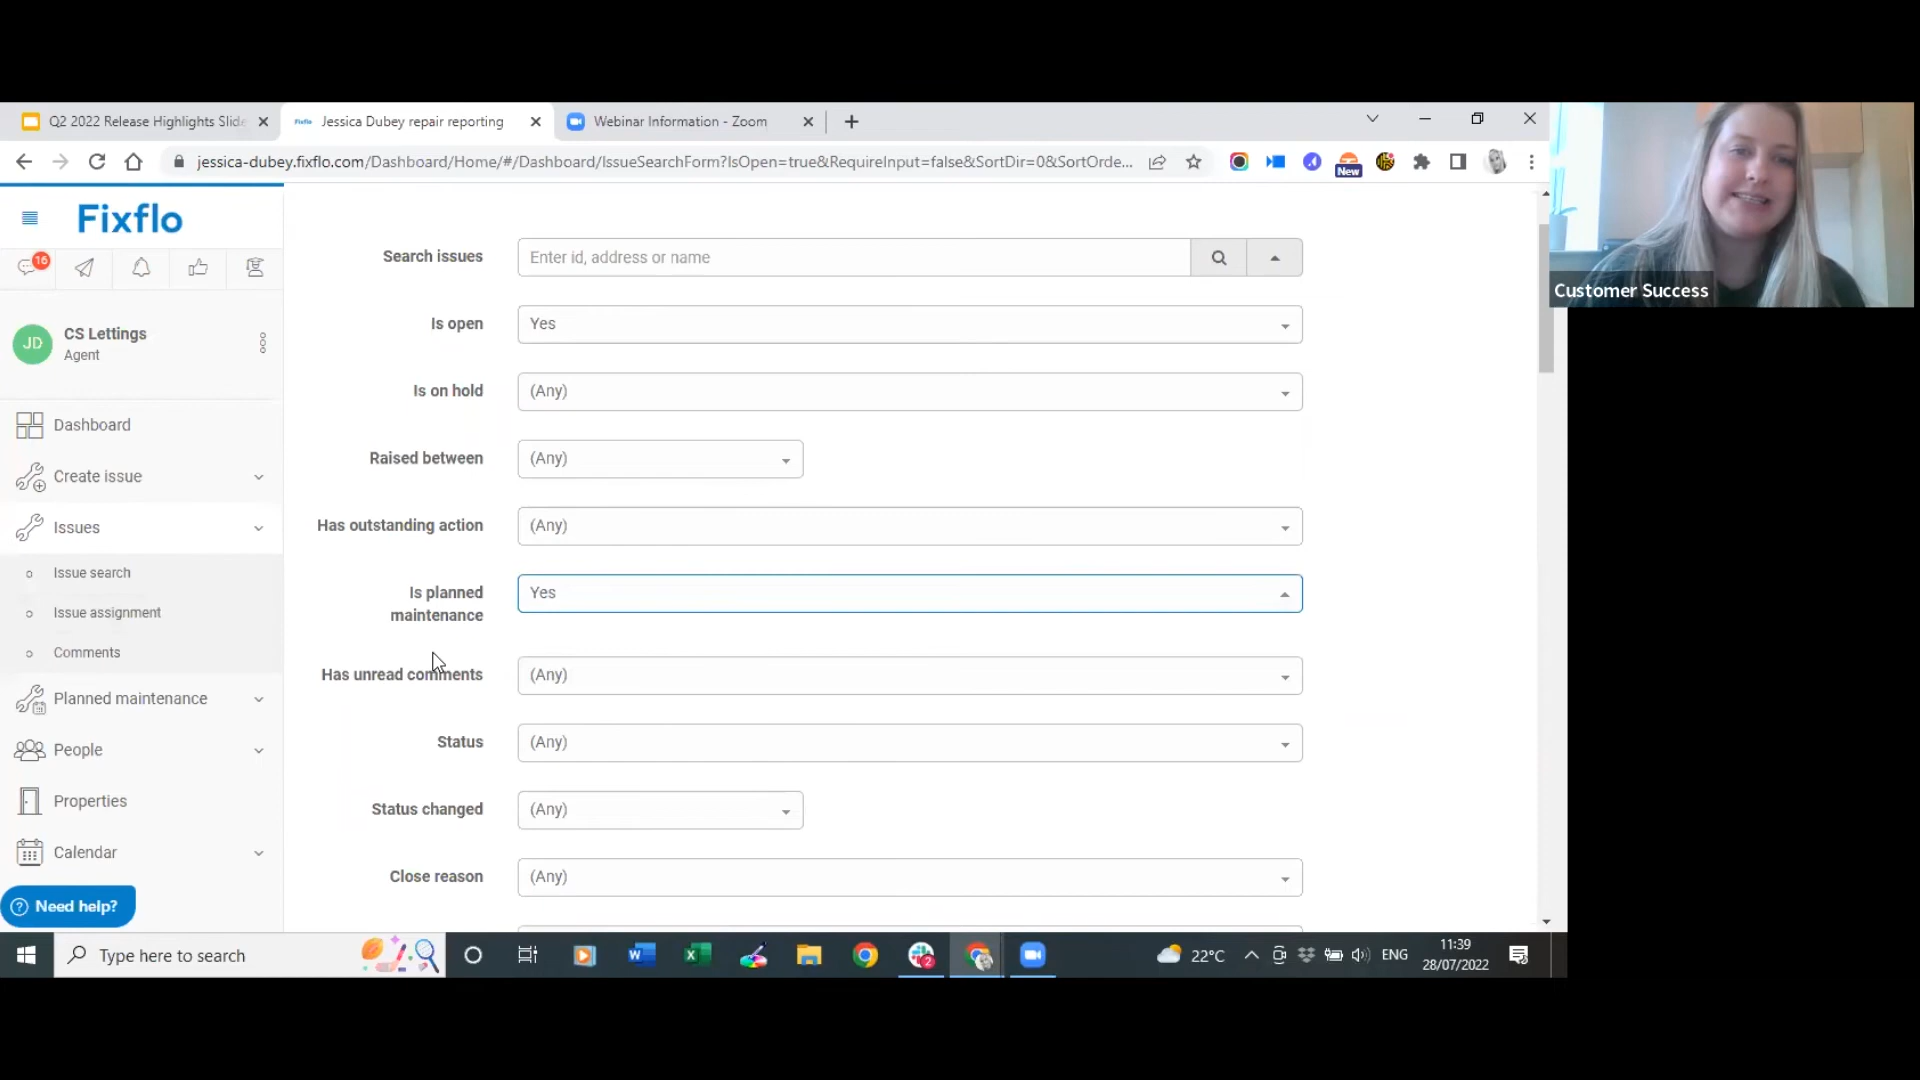 Q2 2022 Release Highlights Slide
Fixflo
Jessica Dubey repair reporting
Webinar Information - Zoom
jessica-dubey.fixflo.com/Dashboard/Home/#/Dashboard/IssueSearchForm?IsOpen=true&RequireInput=false&SortDir=0&SortOrde...
New
Fixflo
16
JD
CS Lettings
Agent
Dashboard
Create issue
Issues
Issue search
Issue assignment
Comments
Planned maintenance
People
Properties
Calendar
Need help?
Search issues
Enter id, address or name
Is open
Yes
Is on hold
(Any)
Raised between
(Any)
Has outstanding action
(Any)
Is planned
maintenance
Yes
Has unread comments
(Any)
Status
(Any)
Status changed
(Any)
Close reason
(Any)
Customer Success
Type here to search
2
22°C
ENG
11:39
28/07/2022